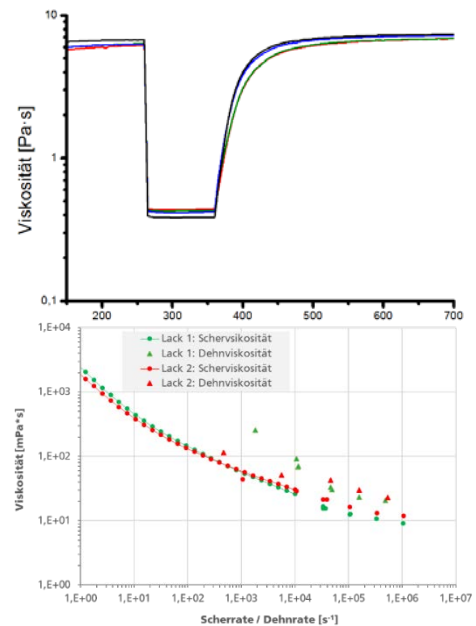 10
Viskosität [Pa·s]
1
0,1
200
300
400
500
600
700
1,E+04
Lack 1: Schervsikosität
Lack 1: Dehnviskosität
Lack 2: Scherviskosität
Lack 2: Dehnviskosität
1,E+03
Viskosität [mPa*s]
1,E+02
1,E+01
1,E+00
1,E+00 1,E+01 1,E+02 1,E+03 1,E+04 1,E+05 1,E+06 1,E+07
Scherrate / Dehnrate [s⁻¹]